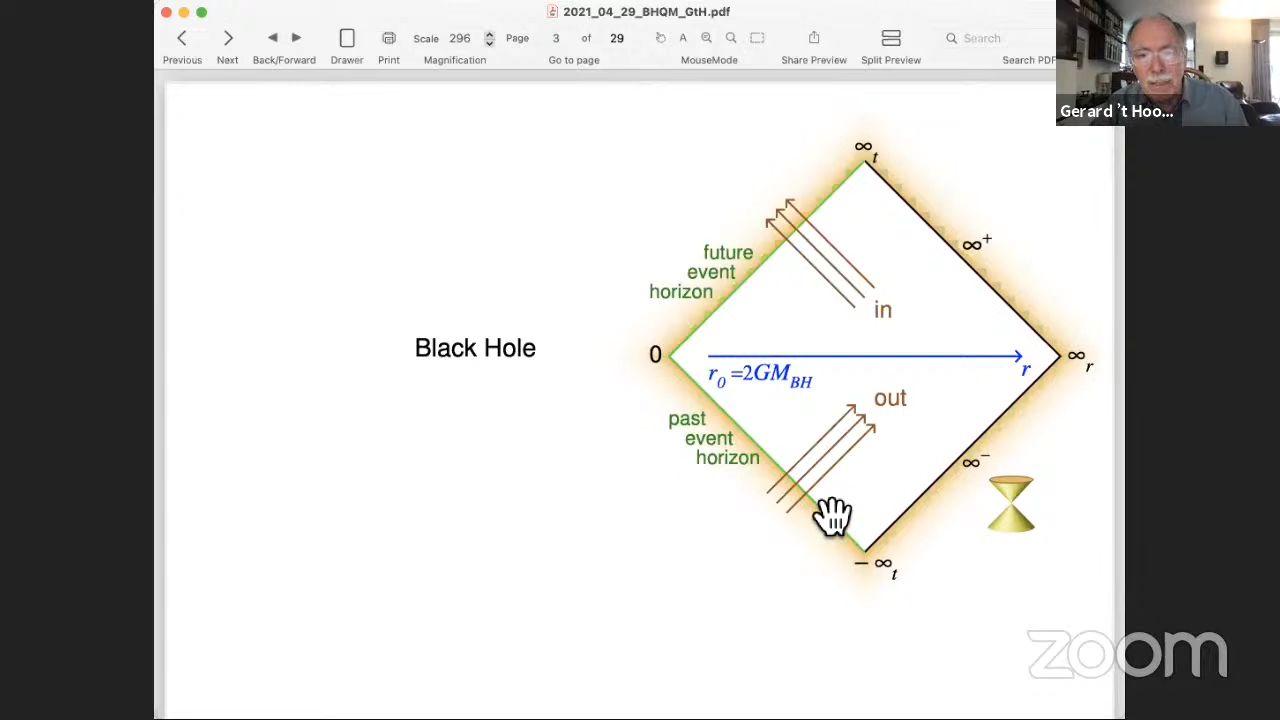 2021_04_29_BHQM_GtH.pdf
Scale 296 Page 3 of 29 Search
Previous Next Back/Forward Drawer Print Magnification Go to page MouseMode Share Preview Split Preview Search PDF
A
Gerard 't Hoo...
∞t
∞+
future
event
horizon
in
Black Hole
0
∞r
r
r0 =2GMBH
out
past
event
horizon
∞−
− ∞t
zoom